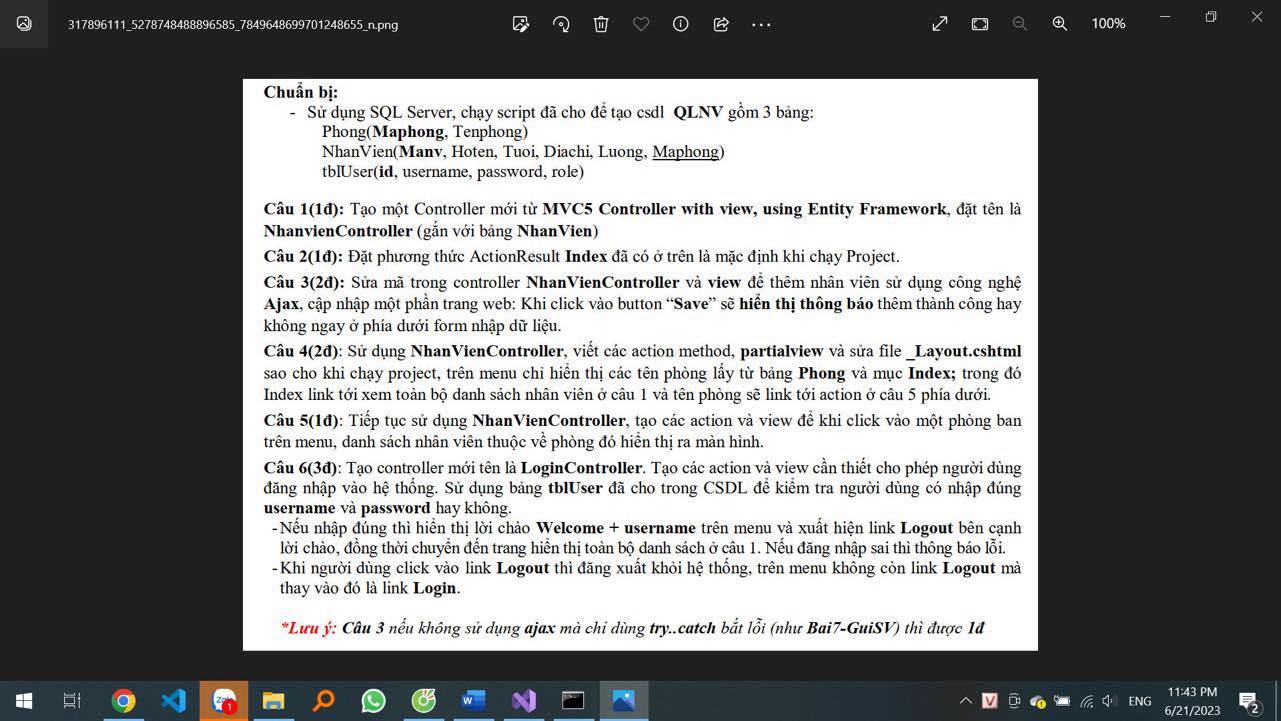 317896111_5278748488896585_7849648699701248655_n.png
100%
Chuẩn bị:
- Sử dụng SQL Server, chạy script đã cho để tạo csdl QLNV gồm 3 bảng:
Phong(Maphong, Tenphong)
NhanVien(Manv, Hoten, Tuoi, Diachi, Luong, Maphong)
tblUser(id, username, password, role)
Câu 1(1đ): Tạo một Controller mới từ MVC5 Controller with view, using Entity Framework, đặt tên là
NhanvienController (gắn với bảng NhanVien)
Câu 2(1đ): Đặt phương thức ActionResult Index đã có ở trên là mặc định khi chạy Project.
Câu 3(2đ): Sửa mã trong controller NhanVienController và view để thêm nhân viên sử dụng công nghệ
Ajax, cập nhập một phần trang web: Khi click vào button “Save” sẽ hiển thị thông báo thêm thành công hay
không ngay ở phía dưới form nhập dữ liệu.
Câu 4(2đ): Sử dụng NhanVienController, viết các action method, partialview và sửa file _Layout.cshtml
sao cho khi chạy project, trên menu chỉ hiển thị các tên phòng lấy từ bảng Phong và mục Index; trong đó
Index link tới xem toàn bộ danh sách nhân viên ở câu 1 và tên phòng sẽ link tới action ở câu 5 phía dưới.
Câu 5(1đ): Tiếp tục sử dụng NhanVienController, tạo các action và view để khi click vào một phòng ban
trên menu, danh sách nhân viên thuộc về phòng đó hiển thị ra màn hình.
Câu 6(3đ): Tạo controller mới tên là LoginController. Tạo các action và view cần thiết cho phép người dùng
đăng nhập vào hệ thống. Sử dụng bảng tblUser đã cho trong CSDL để kiểm tra người dùng có nhập đúng
username và password hay không.
- Nếu nhập đúng thì hiển thị lời chào Welcome + username trên menu và xuất hiện link Logout bên cạnh
lời chào, đồng thời chuyển đến trang hiển thị toàn bộ danh sách ở câu 1. Nếu đăng nhập sai thì thông báo lỗi.
- Khi người dùng click vào link Logout thì đăng xuất khỏi hệ thống, trên menu không còn link Logout mà
thay vào đó là link Login.
*Lưu ý: Câu 3 nếu không sử dụng ajax mà chỉ dùng try..catch bắt lỗi (như Bai7-GuiSV) thì được 1đ
ENG
11:43 PM
6/21/2023
1
2